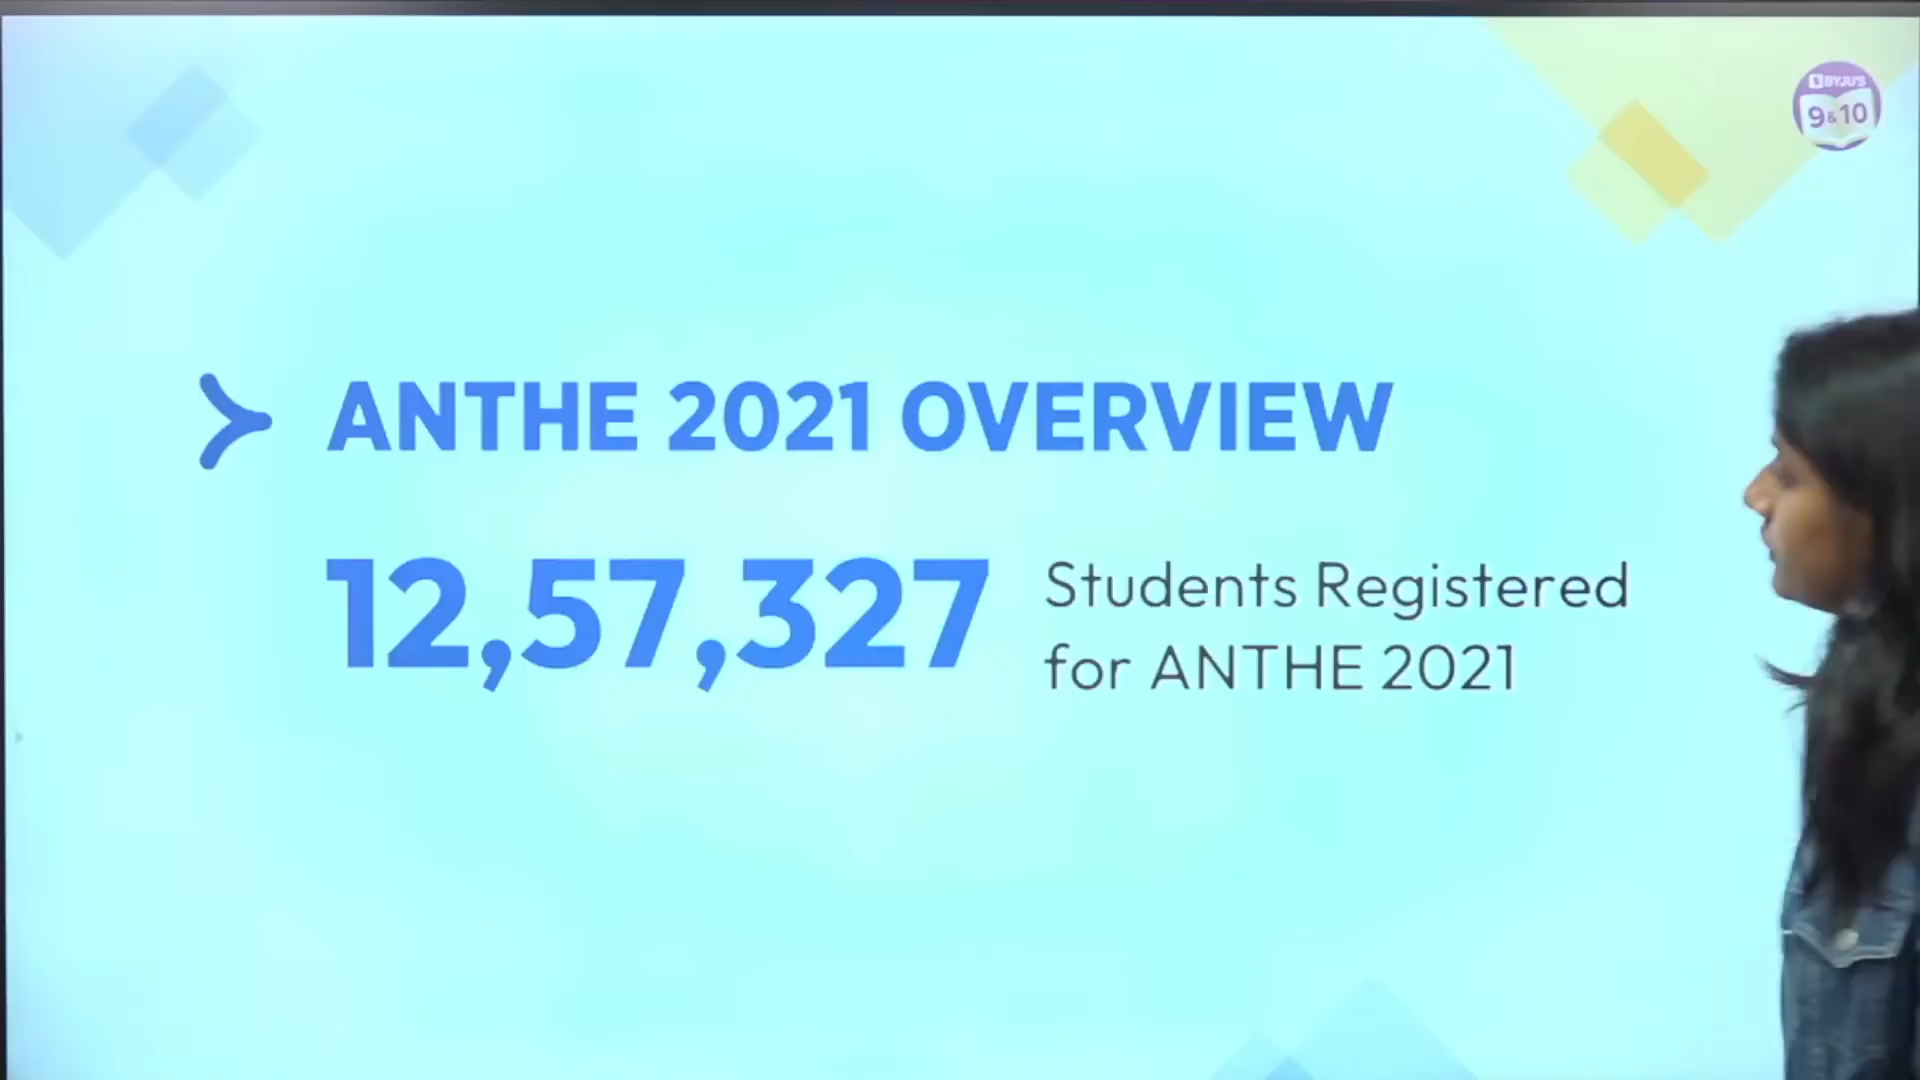 BYJU'S
9&10
ANTHE 2021 OVERVIEW
12,57,327
Students Registered
for ANTHE 2021